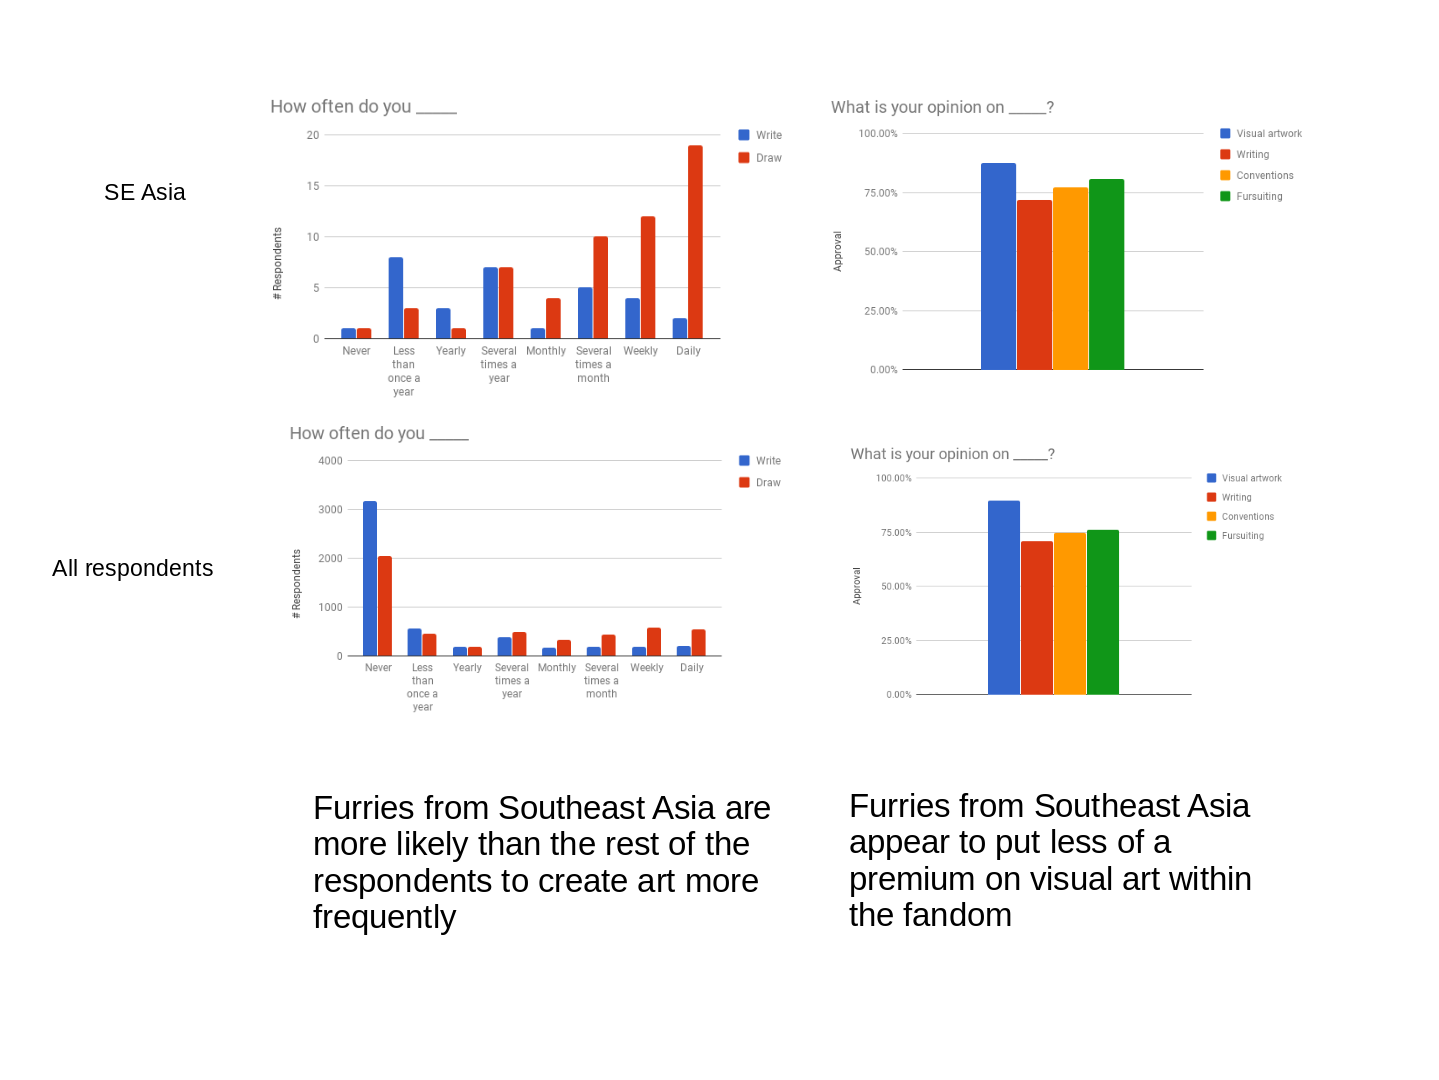 SE Asia
How often do you ____
# Respondents
20
15
10
5
0
Never
Less
than
once a
year
Yearly
Several
times a
year
Monthly
Several
times a
month
Weekly
Daily
Write
Draw
What is your opinion on ____?
Approval
100.00%
75.00%
50.00%
25.00%
0.00%
Visual artwork
Writing
Conventions
Fursuiting
All respondents
How often do you ____
# Respondents
4000
3000
2000
1000
0
Never
Less
than
once a
year
Yearly
Several
times a
year
Monthly
Several
times a
month
Weekly
Daily
Write
Draw
What is your opinion on ____?
Approval
100.00%
75.00%
50.00%
25.00%
0.00%
Visual artwork
Writing
Conventions
Fursuiting
Furries from Southeast Asia are
more likely than the rest of the
respondents to create art more
frequently
Furries from Southeast Asia
appear to put less of a
premium on visual art within
the fandom